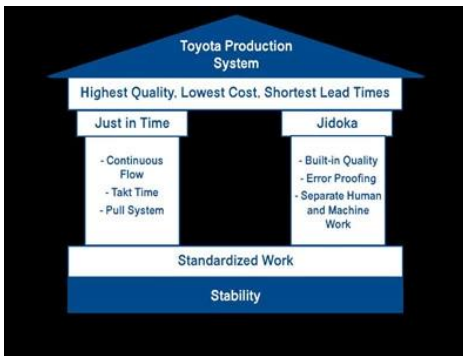 Toyota Production
System
Highest Quality, Lowest Cost, Shortest Lead Times
Just in Time
- Continuous
Flow
- Takt Time
- Pull System
Jidoka
- Built-in Quality
- Error Proofing
- Separate Human
and Machine
Work
Standardized Work
Stability